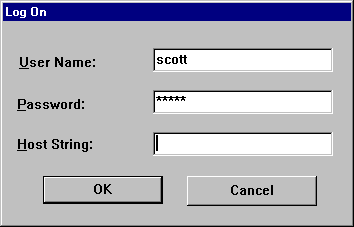 Log On
User Name: scott
Password: *****
Host String:
OK Cancel